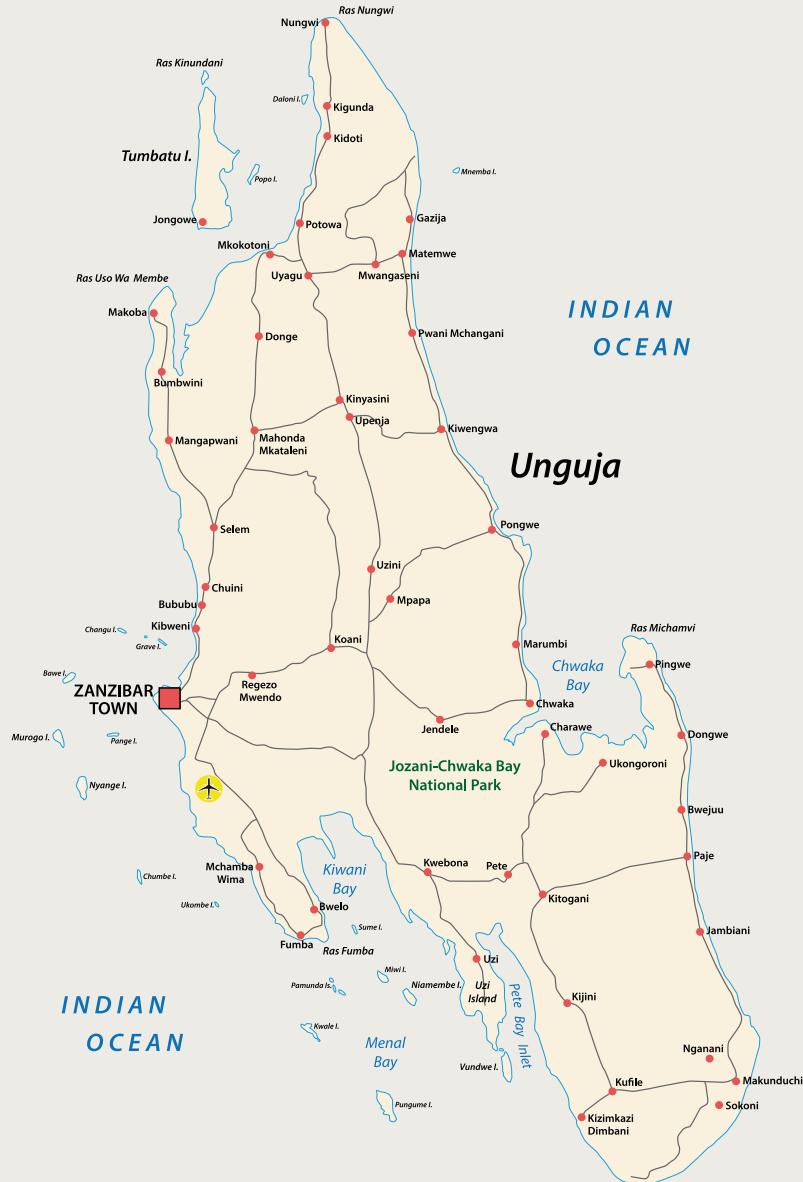 Ras Nungwi
Nungwi
Ras Kinundani
Daloni I.
Kigunda
Kidoti
Tumbatu I.
Popo I.
Mnemba I.
Jongowe
Potowa
Gazija
Mkokotoni
Matemwe
Uyagu
Mwangaseni
Ras Uso Wa Membe
Makoba
INDIAN
OCEAN
Donge
Pwani Mchangani
Bumbwini
Kinyasini
Upenja
Kiwengwa
Mangapwani
Mahonda
Mkataleni
Unguja
Selem
Pongwe
Uzini
Chuini
Mpapa
Bububu
Kibweni
Changu I.
Grave I.
Koani
Marumbi
Ras Michamvi
Pingwe
Chwaka
Bay
Bawe I.
ZANZIBAR
TOWN
Regezo
Mwendo
Chwaka
Jendele
Charawe
Murogo I.
Pange I.
Dongwe
Jozani-Chwaka Bay
National Park
Ukongoroni
Nyange I.
Bwejuu
Paje
Mchamba
Wima
Kiwani
Bay
Kwebona
Pete
Chumbe I.
Kitogani
Ukombe I.
Bwelo
Sume I.
Fumba
Ras Fumba
Jambiani
Uzi
Uzi
Island
Miwi I.
Pamunda Is.
Niamembe I.
Pete Bay Inlet
Kijini
INDIAN
OCEAN
Kwale I.
Menal
Bay
Vundwe I.
Nganani
Kufile
Makunduchi
Pungume I.
Sokoni
Kizimkazi
Dimbani